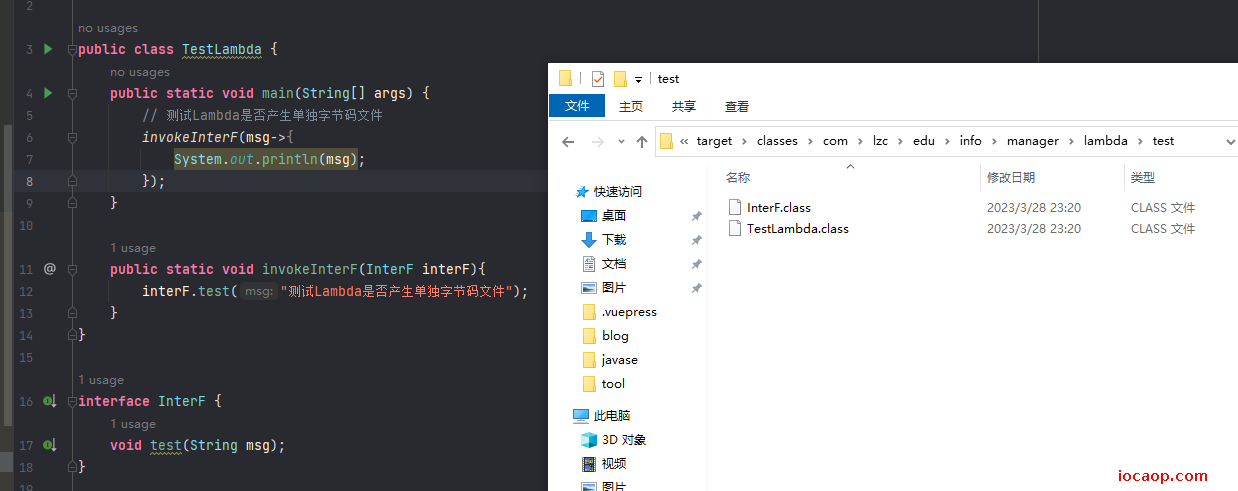 2
no usages
3 public class TestLambda {
no usages
4 public static void main(String[] args) {
5 // 测试Lambda是否产生单独字节码文件
6 invokeInterF(msg->{
7 System.out.println(msg);
8 });
9 }
10
1 usage
11 @ public static void invokeInterF(InterF interF){
12 interF.test( msg: "测试Lambda是否产生单独字节码文件");
13 }
14 }
15
1 usage
16 interface InterF {
1 usage
17 void test(String msg);
18 }
19
test
文件 主页 共享 查看
« target › classes › com › lzc › edu › info › manager › lambda › test
名称 修改日期 类型
InterF.class 2023/3/28 23:20 CLASS 文件
TestLambda.class 2023/3/28 23:20 CLASS 文件
快速访问
桌面
下载
文档
图片
.vuepress
blog
javase
tool
此电脑
3D 对象
视频
图片
iocaop.com